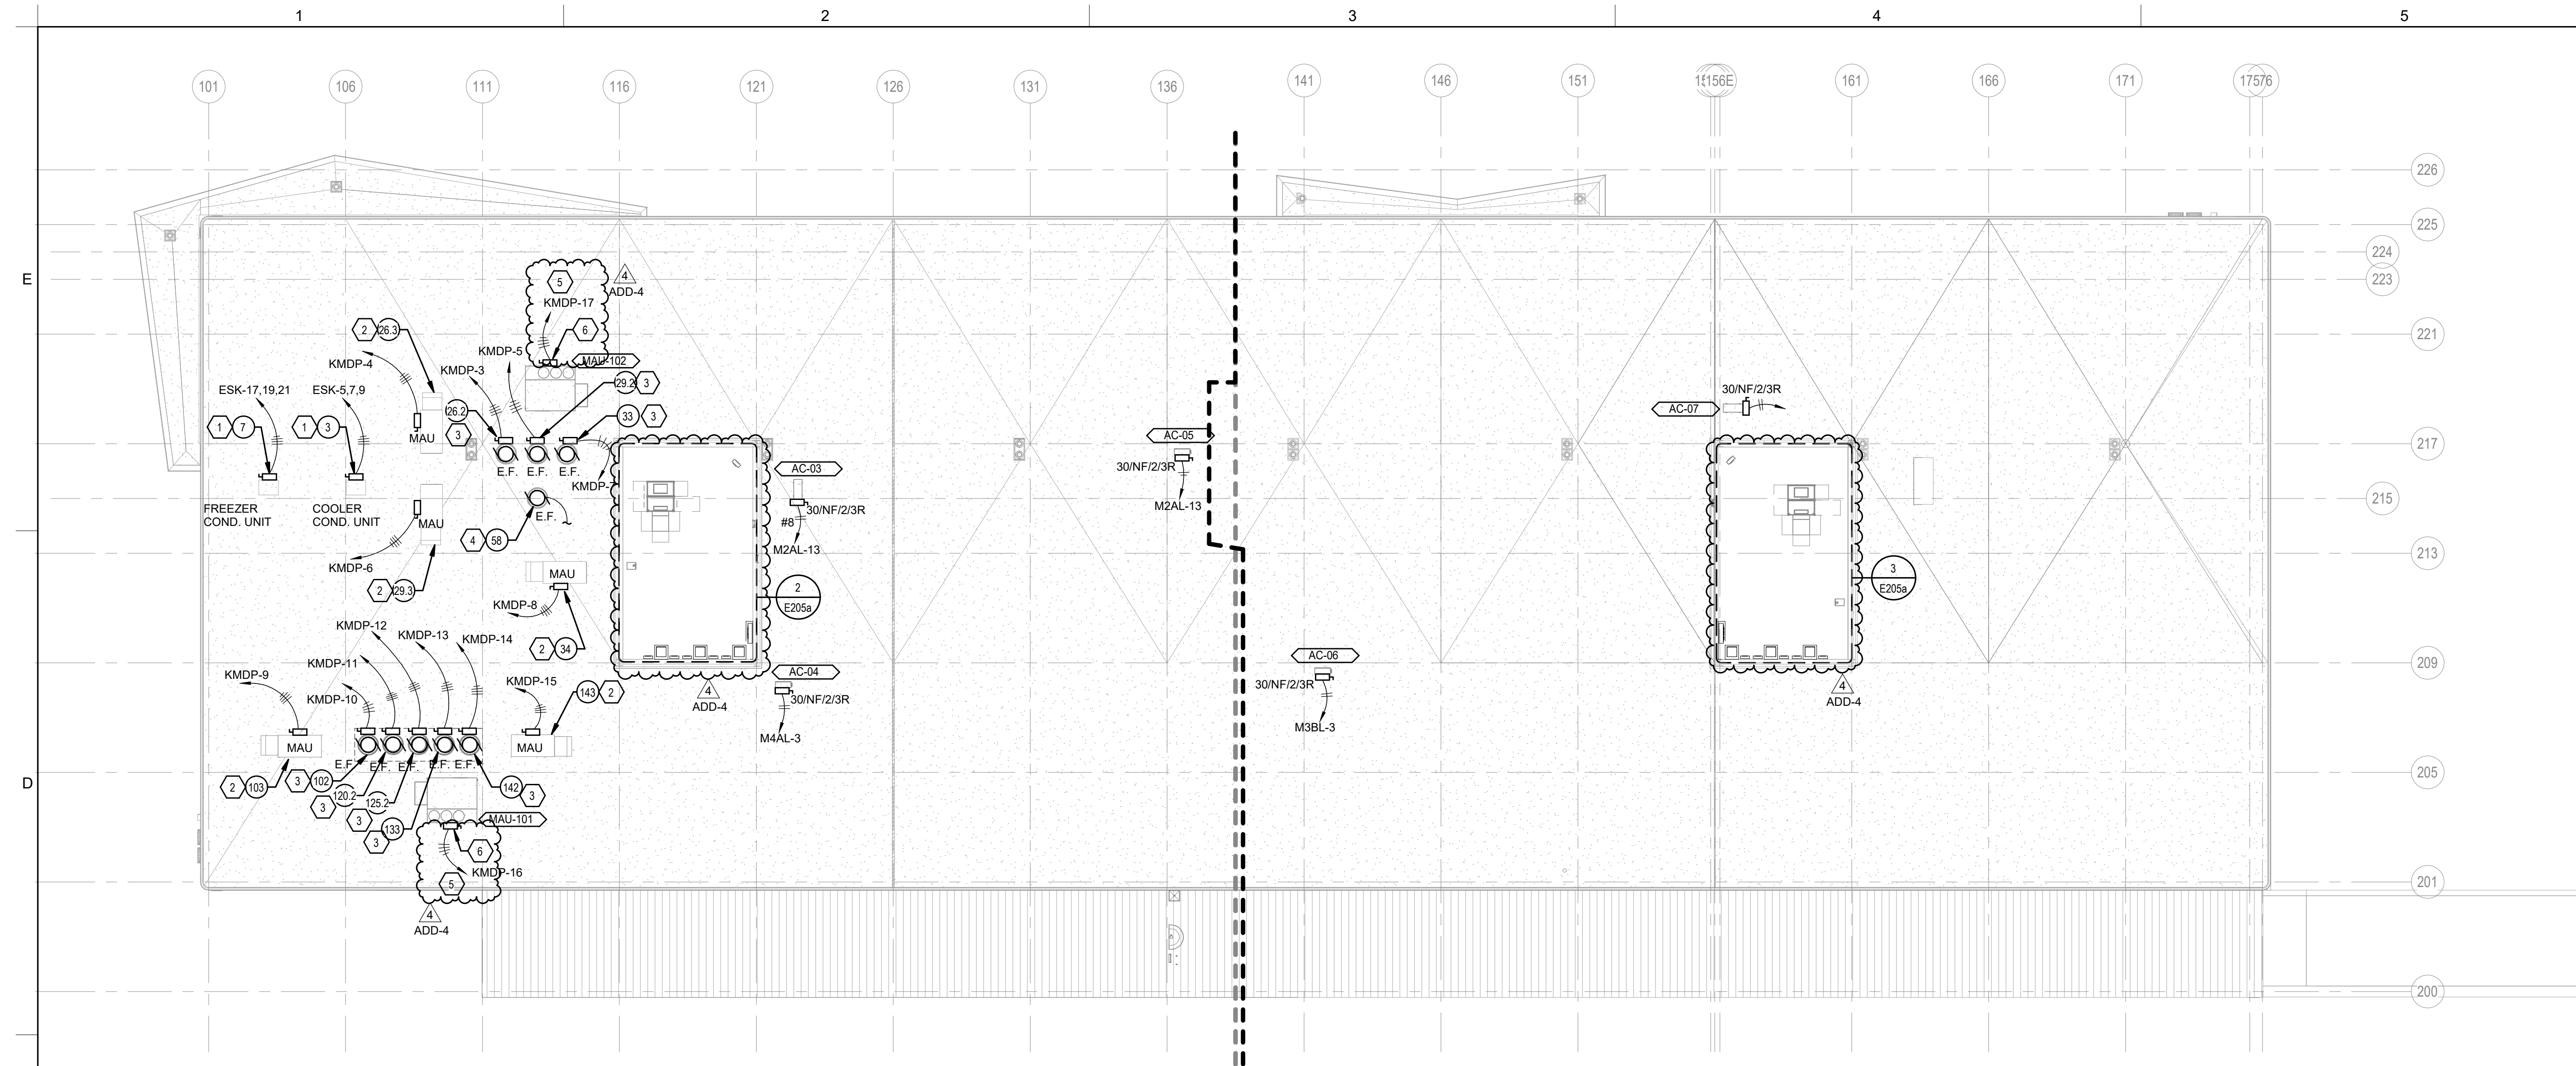 1
2
3
4
5
101
106
111
116
121
126
131
136
141
146
151
156E
161
166
171
226
225
224
223
221
217
215
213
209
205
201
200
E
D
5
KMDP-17
4
ADD-4
6
MAU-102
2
26.3
KMDP-4
KMDP-3
KMDP-5
29.2
3
33
3
ESK-17,19,21
ESK-5,7,9
1
7
1
3
MAU
26.2
3
E.F.
E.F.
E.F.
FREEZER
COND. UNIT
COOLER
COND. UNIT
MAU
E.F.
4
58
KMDP-6
2
29.3
MAU
KMDP-8
2
34
AC-03
30/NF/2/3R
#8
M2AL-13
2
E205a
AC-04
30/NF/2/3R
M4AL-3
4
ADD-4
AC-05
30/NF/2/3R
M2AL-13
AC-06
30/NF/2/3R
M3BL-3
30/NF/2/3R
AC-07
3
E205a
4
ADD-4
KMDP-12
KMDP-13
KMDP-14
KMDP-11
KMDP-9
KMDP-10
KMDP-15
143
2
MAU
MAU
E.F.
E.F.
E.F.
E.F.
E.F.
2
103
3
102
3
120.2
3
125.2
3
133
142
3
MAU-101
6
KMDP-16
5
4
ADD-4